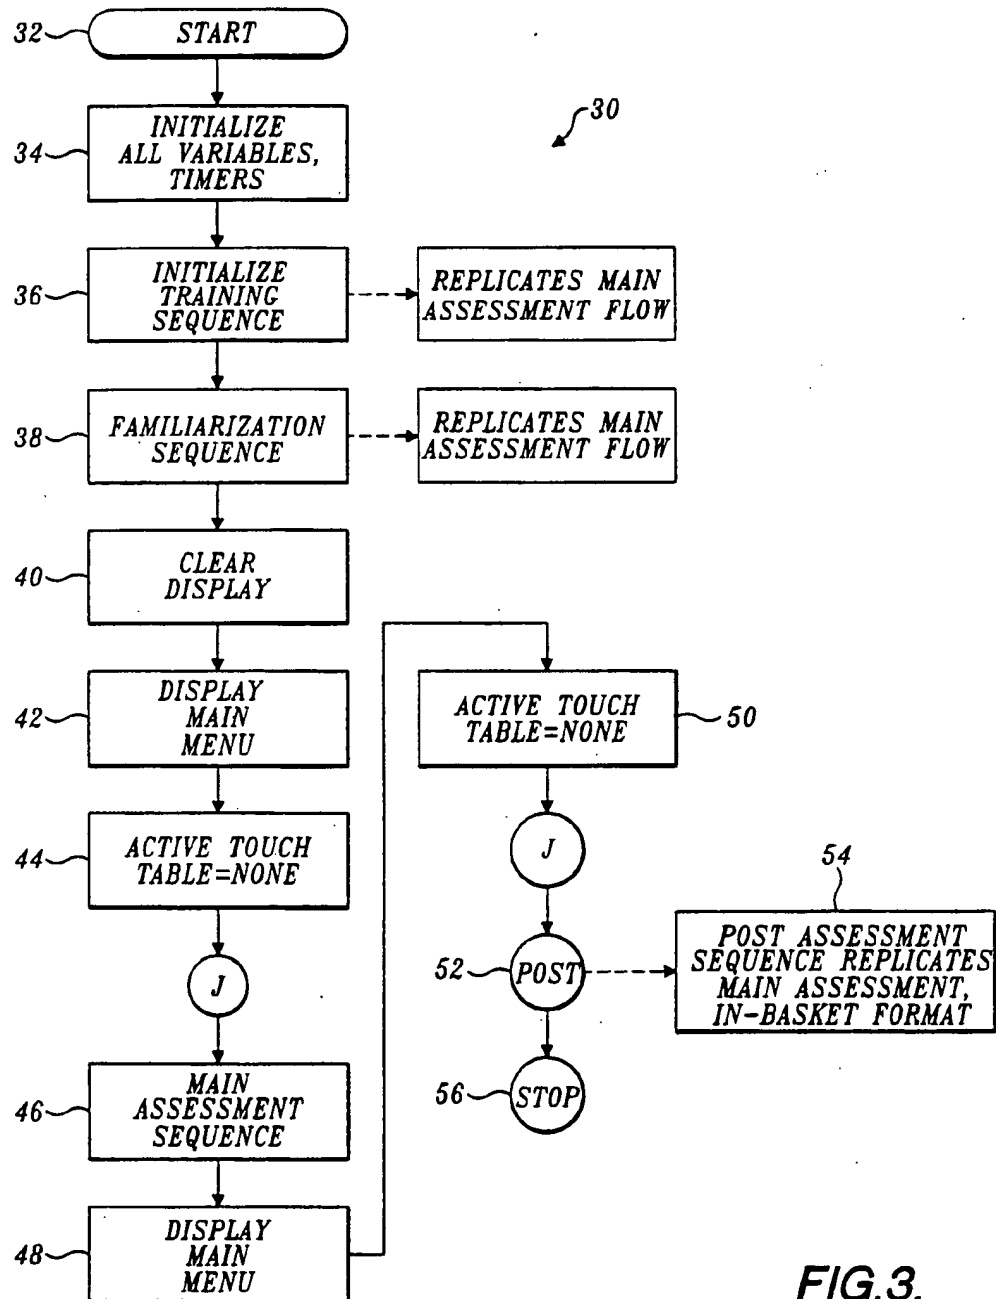 32
START
30
34
INITIALIZE
ALL VARIABLES,
TIMERS
36
INITIALIZE
TRAINING
SEQUENCE
REPLICATES MAIN
ASSESSMENT FLOW
38
FAMILIARIZATION
SEQUENCE
REPLICATES MAIN
ASSESSMENT FLOW
40
CLEAR
DISPLAY
42
DISPLAY
MAIN
MENU
44
ACTIVE TOUCH
TABLE=NONE
J
46
MAIN
ASSESSMENT
SEQUENCE
48
DISPLAY
MAIN
MENU
ACTIVE TOUCH
TABLE=NONE
50
J
52
POST
54
POST ASSESSMENT
SEQUENCE REPLICATES
MAIN ASSESSMENT,
IN-BASKET FORMAT
56
STOP
FIG.3.